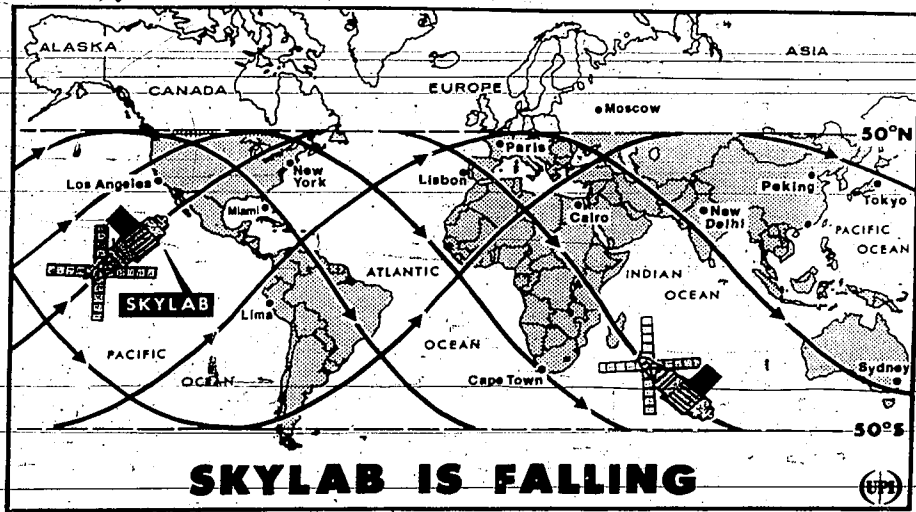 ALASKA
ASIA
CANADA
EUROPE
Moscow
50°N
Paris
New
York
Los Angeles
Lisbon
Peking
Tokyo
Miami
Cairo
New
Delhi
PACIFIC
OCEAN
ATLANTIC
INDIAN
OCEAN
SKYLAB
Lima
PACIFIC
OCEAN
OCEAN
Cape Town
Sydney
50°S
SKYLAB IS FALLING
UPI